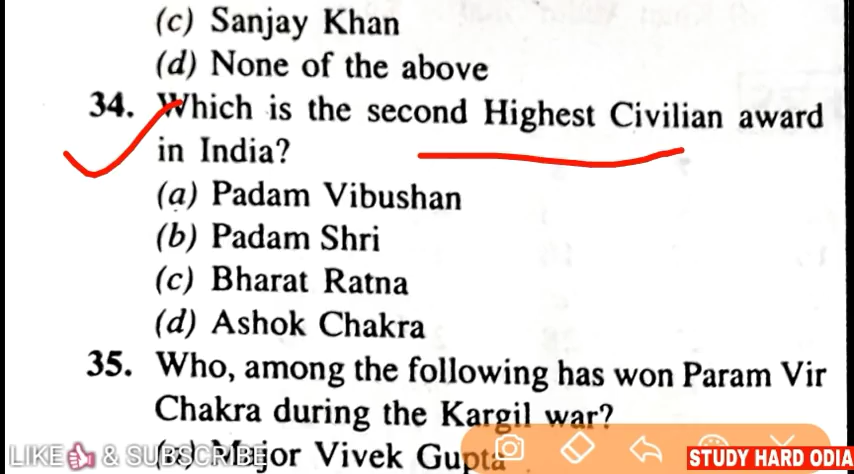 (c) Sanjay Khan
(d) None of the above
34. Which is the second Highest Civilian award
in India?
(a) Padam Vibushan
(b) Padam Shri
(c) Bharat Ratna
(d) Ashok Chakra
35. Who, among the following has won Param Vir
Chakra during the Kargil war?
(a) Major Vivek Gupta
LIKE & SUBSCRIBE
STUDY HARD ODIA